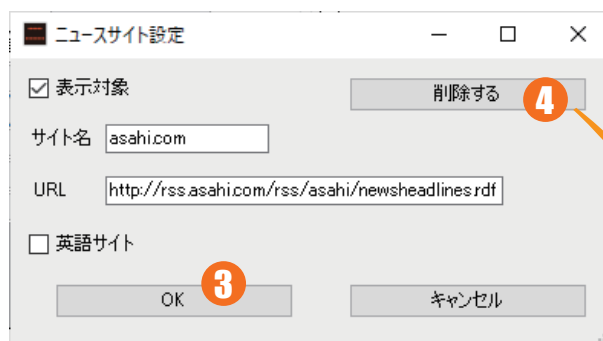 ニュースサイト設定
表示対象
削除する
4
サイト名 asahi.com
URL http://rss.asahi.com/rss/asahi/newsheadlines.rdf
英語サイト
3
OK
キャンセル